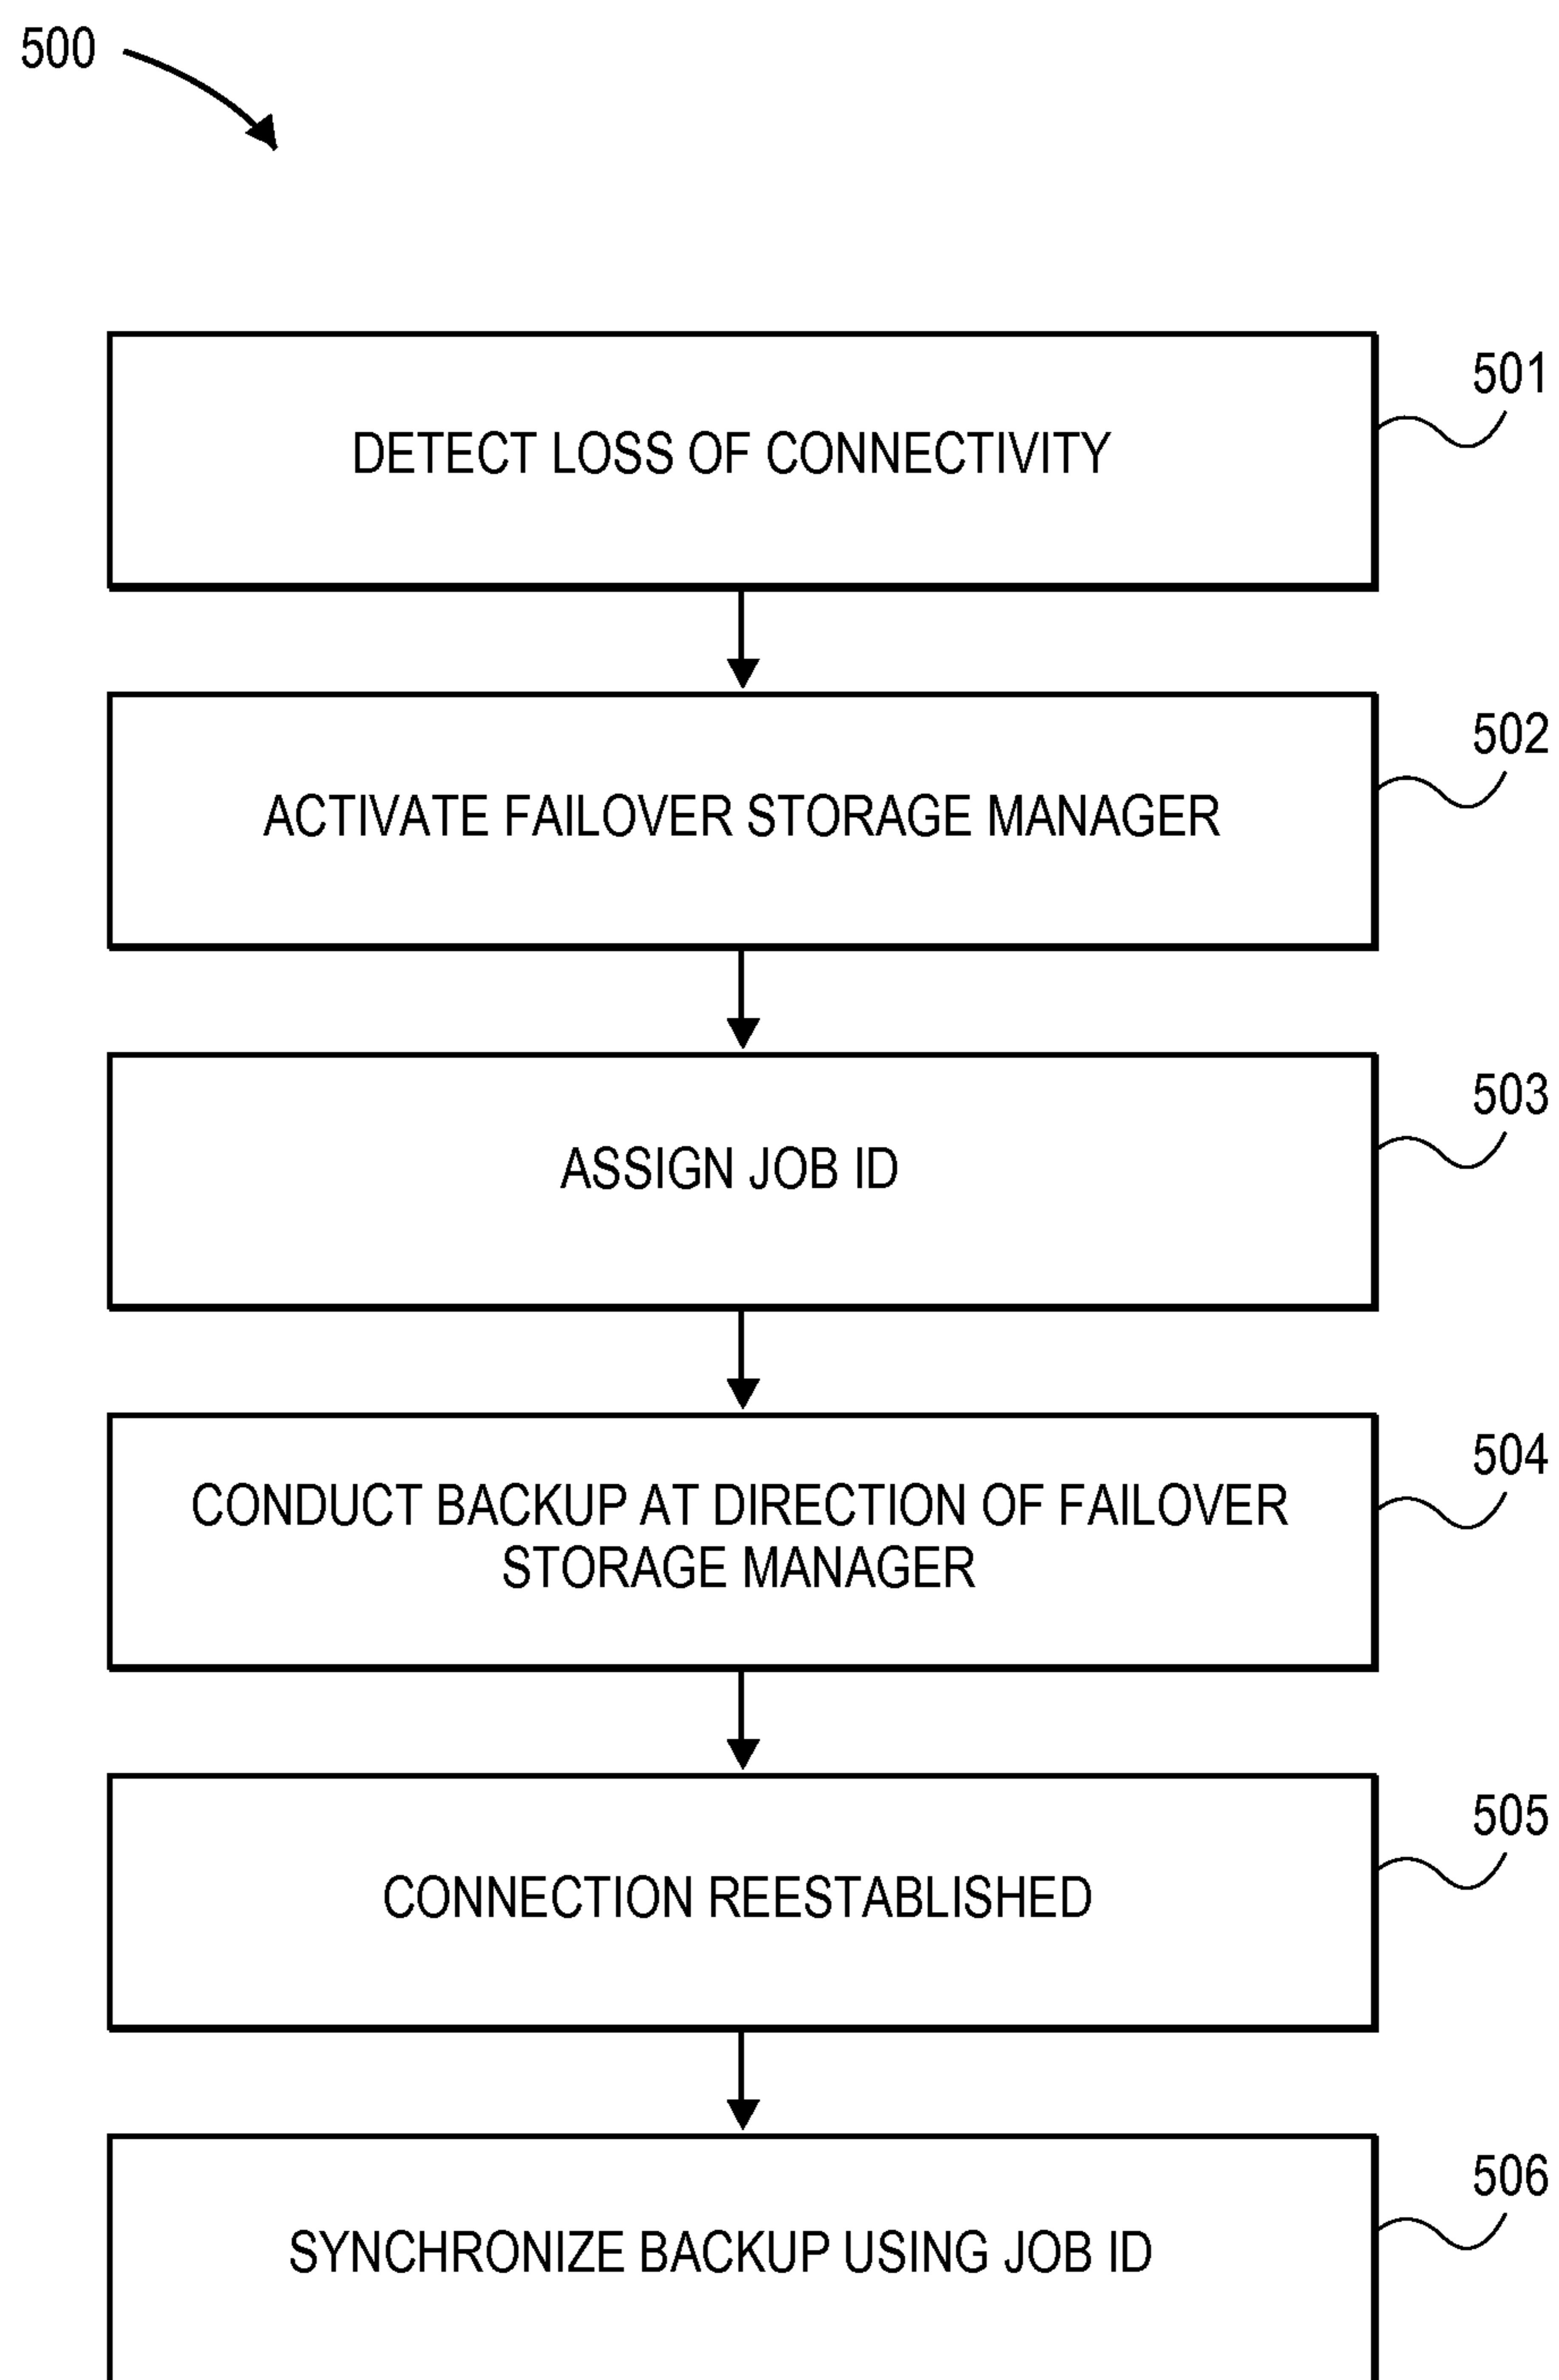 500
501
DETECT LOSS OF CONNECTIVITY
502
ACTIVATE FAILOVER STORAGE MANAGER
503
ASSIGN JOB ID
504
CONDUCT BACKUP AT DIRECTION OF FAILOVER
STORAGE MANAGER
505
CONNECTION REESTABLISHED
506
SYNCHRONIZE BACKUP USING JOB ID